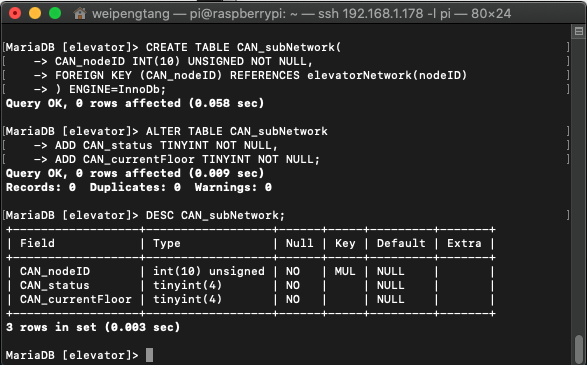 weipengtang — pi@raspberrypi: ~ — ssh 192.168.1.178 -l pi — 80×24
[MariaDB [elevator]> CREATE TABLE CAN_subNetwork( ]
[    -> CAN_nodeID INT(10) UNSIGNED NOT NULL, ]
[    -> FOREIGN KEY (CAN_nodeID) REFERENCES elevatorNetwork(nodeID) ]
[    -> ) ENGINE=InnoDb; ]
Query OK, 0 rows affected (0.058 sec)
[MariaDB [elevator]> ALTER TABLE CAN_subNetwork ]
[    -> ADD CAN_status TINYINT NOT NULL, ]
[    -> ADD CAN_currentFloor TINYINT NOT NULL; ]
Query OK, 0 rows affected (0.009 sec)
Records: 0  Duplicates: 0  Warnings: 0
[MariaDB [elevator]> DESC CAN_subNetwork; ]
+------------------+------------------+------+-----+---------+-------+
| Field            | Type             | Null | Key | Default | Extra |
+------------------+------------------+------+-----+---------+-------+
| CAN_nodeID       | int(10) unsigned | NO   | MUL | NULL    |       |
| CAN_status       | tinyint(4)       | NO   |     | NULL    |       |
| CAN_currentFloor | tinyint(4)       | NO   |     | NULL    |       |
+------------------+------------------+------+-----+---------+-------+
3 rows in set (0.003 sec)
MariaDB [elevator]>